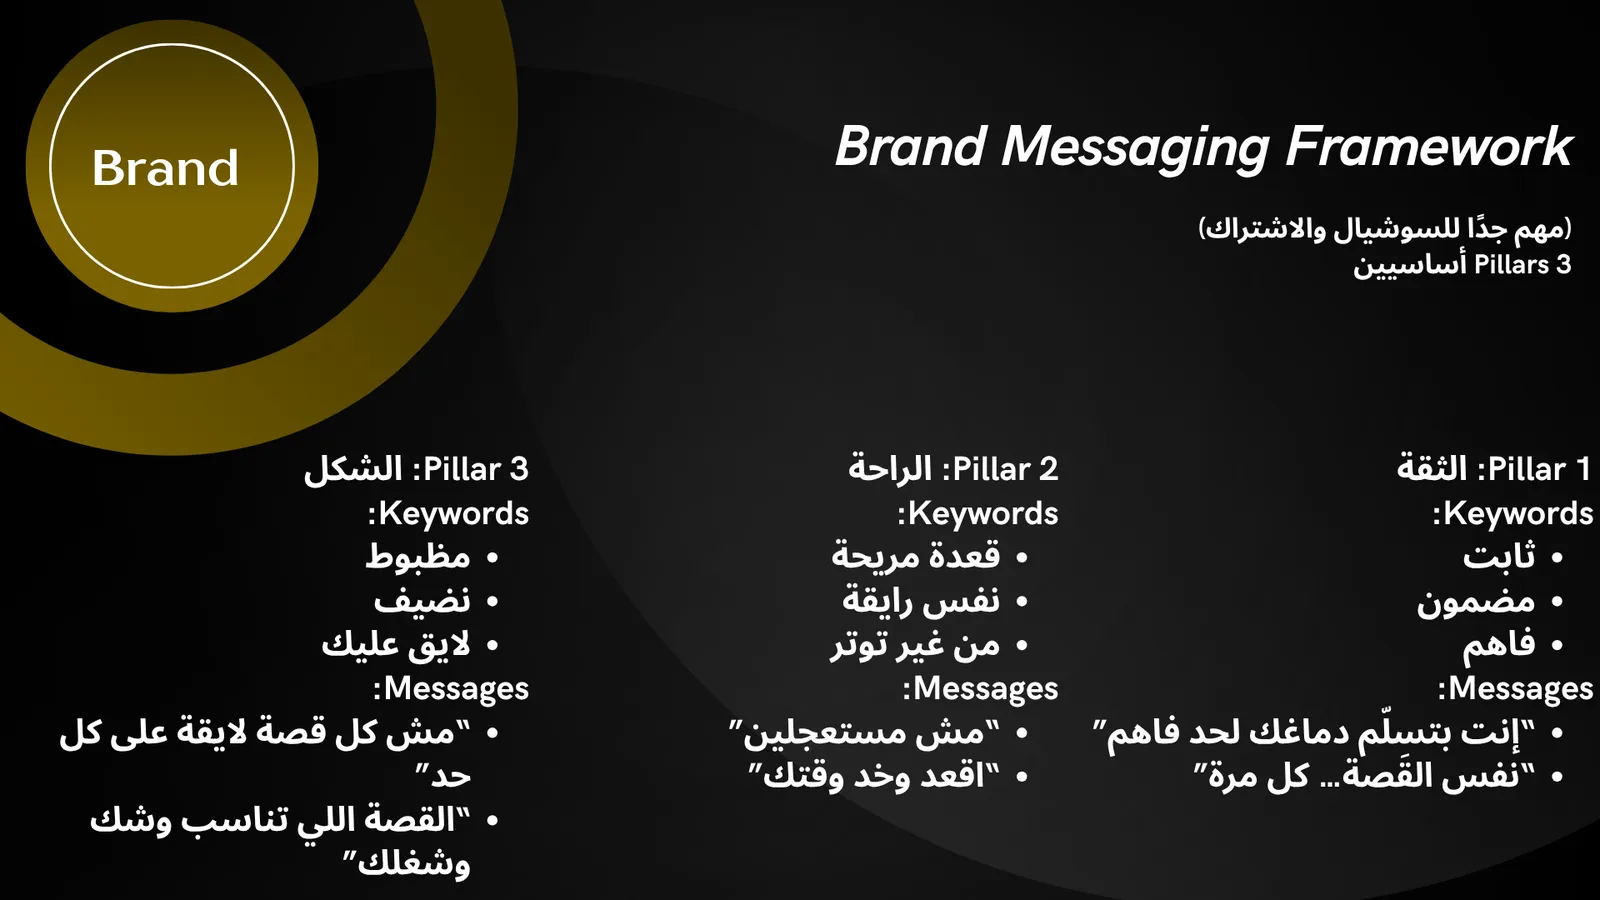 Brand
Brand Messaging Framework
(مهم جدًا للسوشيال والاشتراك)
3 Pillars أساسيين
Pillar 1: الثقة
Keywords:
• ثابت
• مضمون
• فاهم
Messages:
• “إنت بتسلّم دماغك لحد فاهم”
• “نفس القَصة… كل مرة”
Pillar 2: الراحة
Keywords:
• قعدة مريحة
• نفس رايقة
• من غير توتر
Messages:
• “مش مستعجلين”
• “اقعد وخد وقتك”
Pillar 3: الشكل
Keywords:
• مظبوط
• نضيف
• لايق عليك
Messages:
• “مش كل قصة لايقة على كل
حد”
• “القصة اللي تناسب وشك
وشغلك”